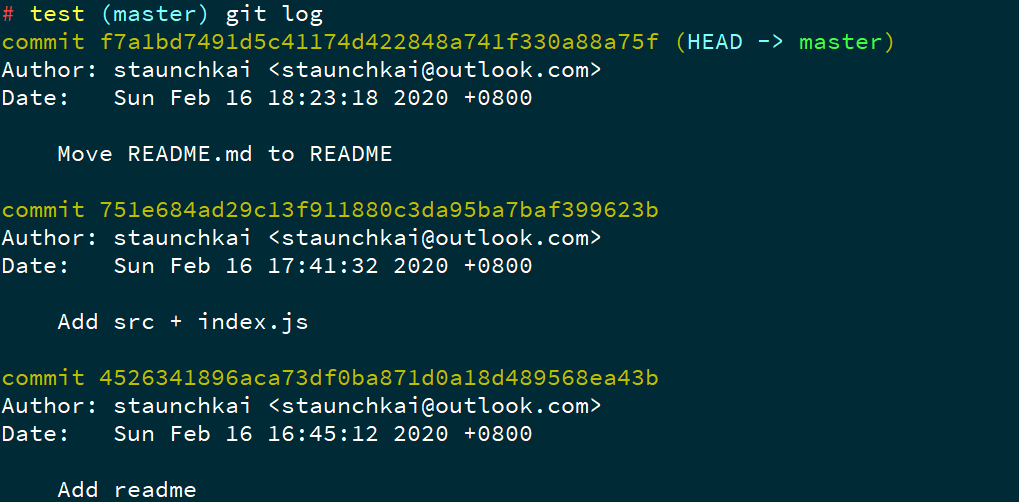 # test (master) git log
commit f7a1bd7491d5c41174d422848a741f330a88a75f (HEAD -> master)
Author: staunchkai <staunchkai@outlook.com>
Date:   Sun Feb 16 18:23:18 2020 +0800
Move README.md to README
commit 751e684ad29c13f911880c3da95ba7baf399623b
Author: staunchkai <staunchkai@outlook.com>
Date:   Sun Feb 16 17:41:32 2020 +0800
Add src + index.js
commit 4526341896aca73df0ba871d0a18d489568ea43b
Author: staunchkai <staunchkai@outlook.com>
Date:   Sun Feb 16 16:45:12 2020 +0800
Add readme